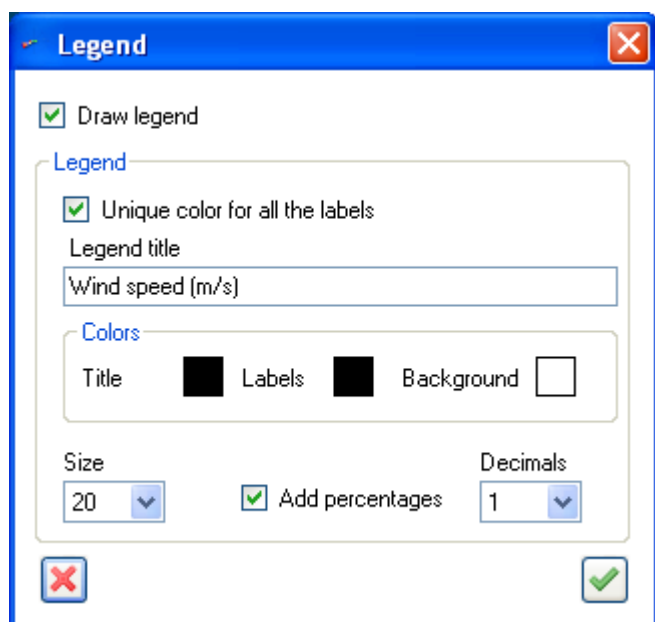 Legend
Draw legend
Legend
Unique color for all the labels
Legend title
Wind speed (m/s)
Colors
Title Labels Background
Size Decimals
20 Add percentages 1